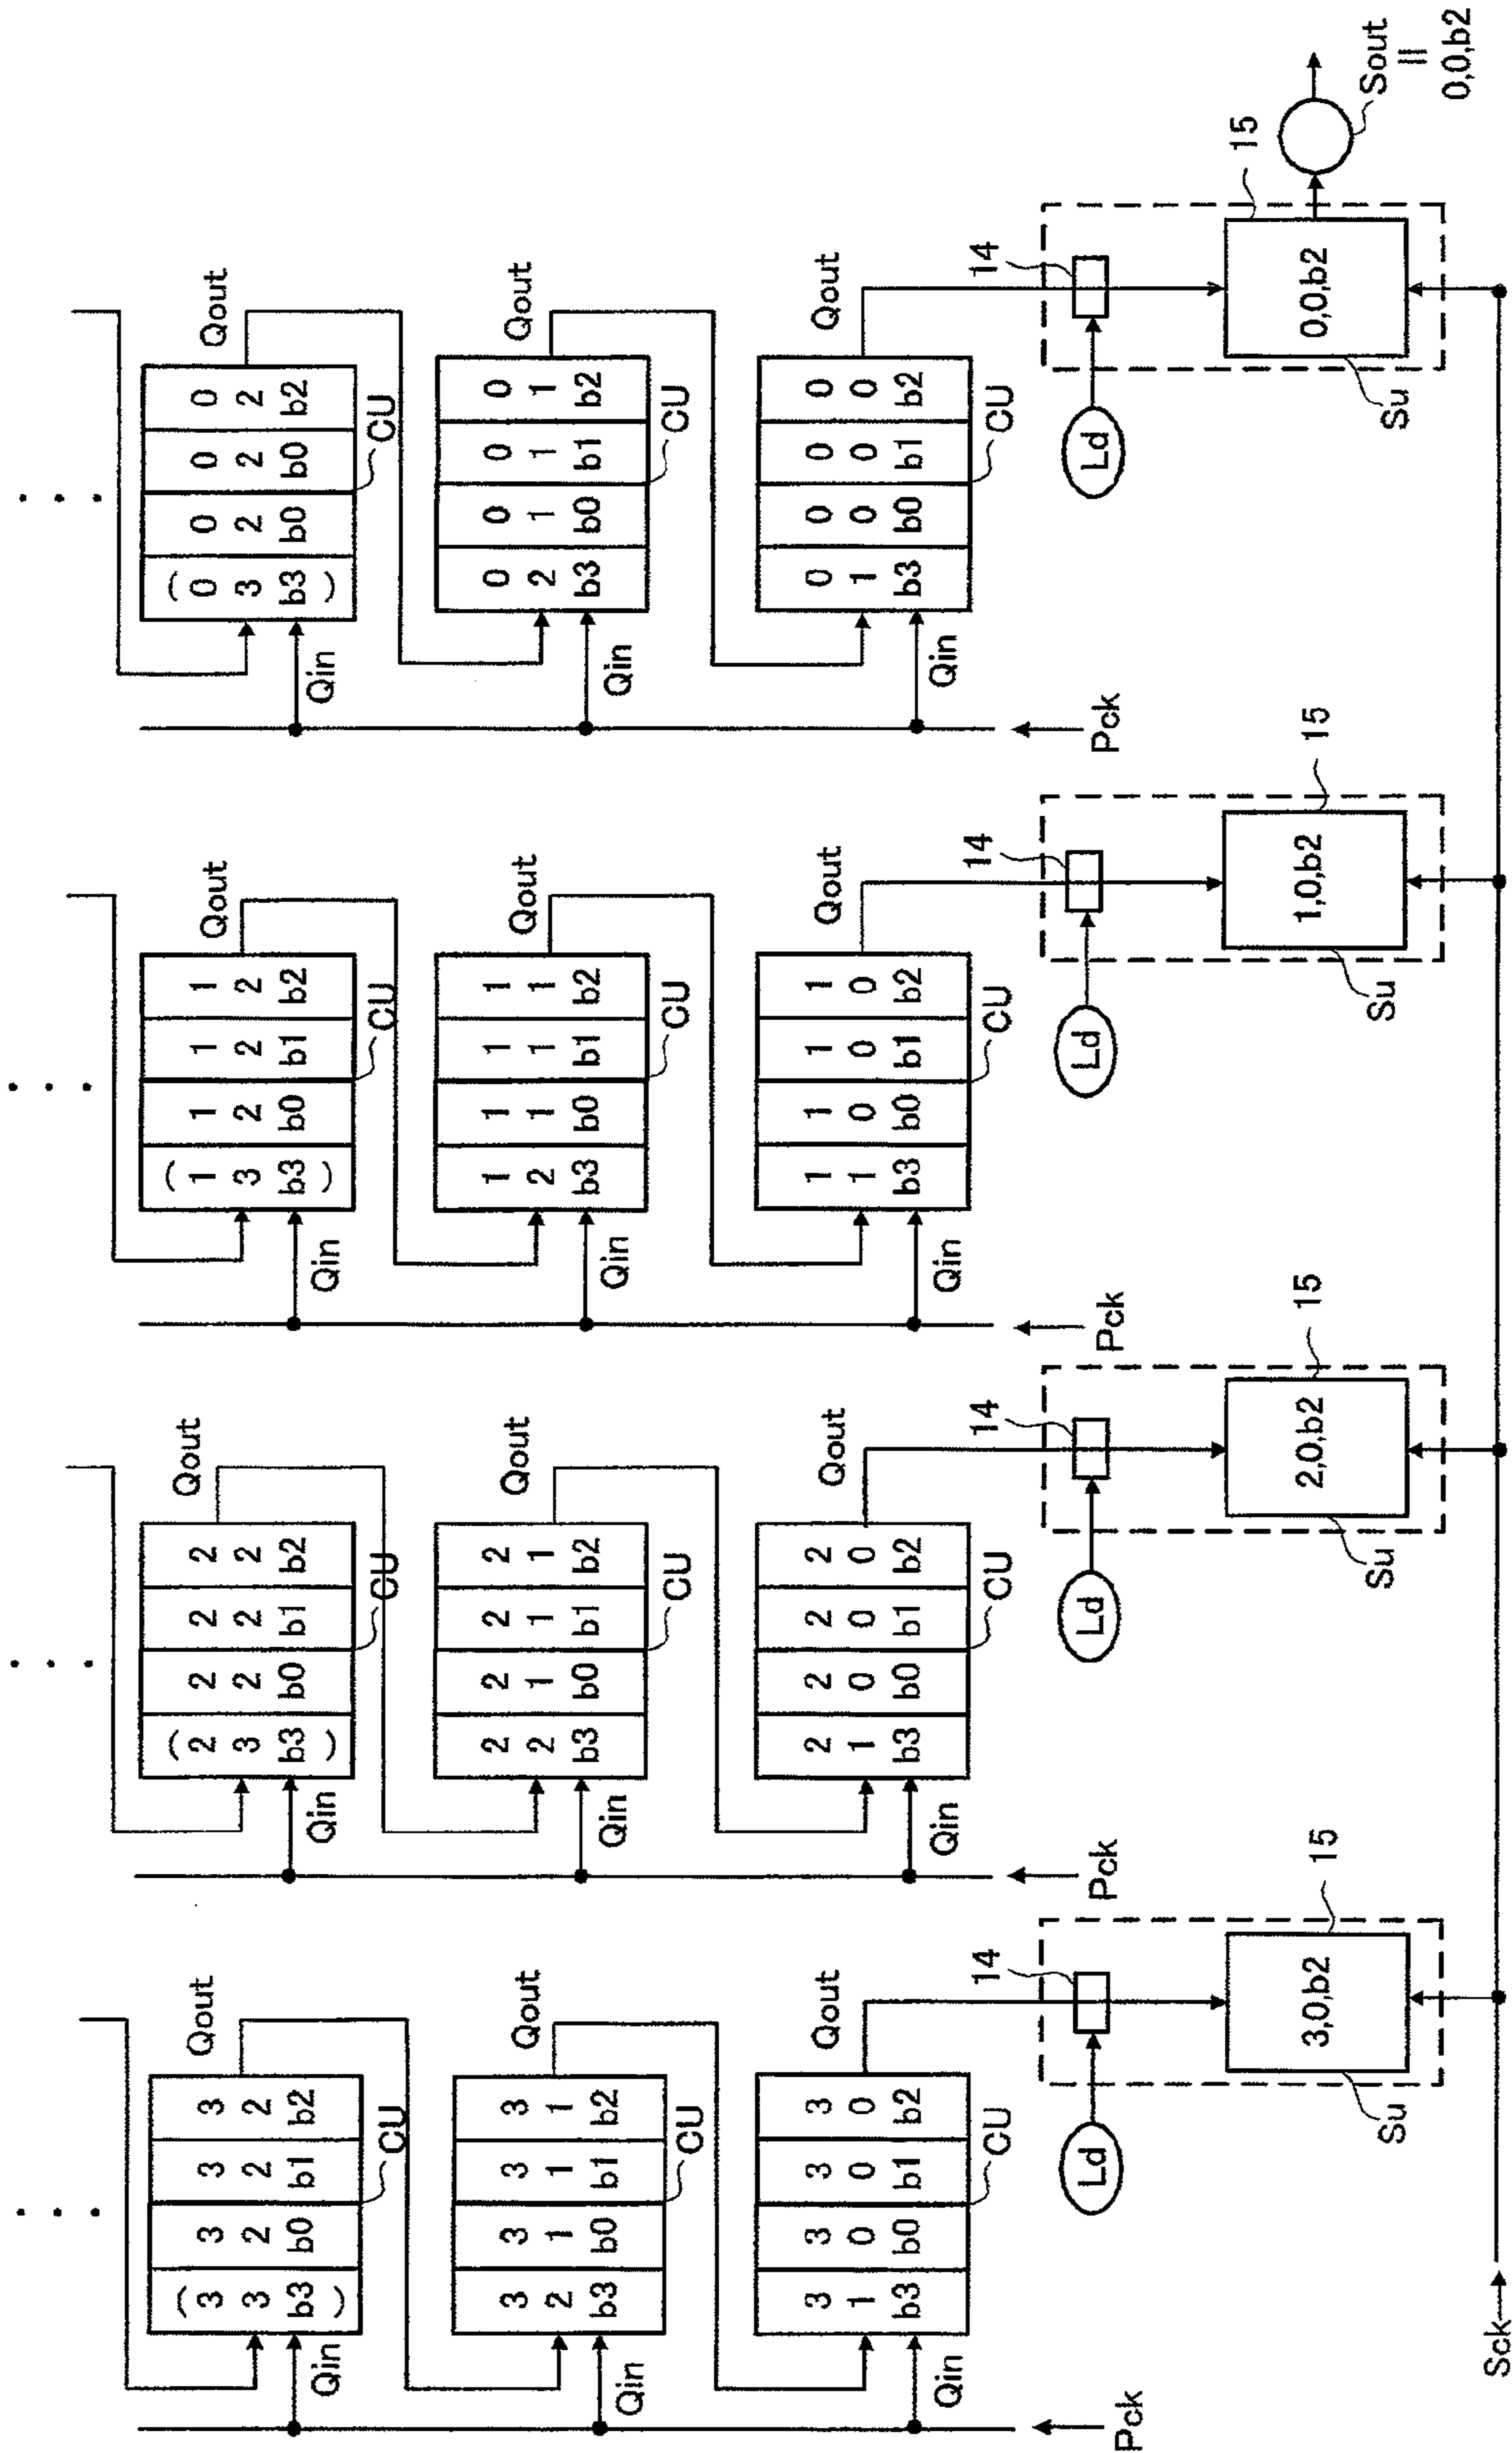 ( 3 3 3 3 Qout
3 2 2 2
b3 ) b0 b1 b2
Qin CU
( 2 2 2 2 Qout
3 2 2 2
b3 ) b0 b1 b2
Qin CU
( 1 1 1 1 Qout
3 2 2 2
b3 ) b0 b1 b2
Qin CU
( 0 0 0 0 Qout
3 2 2 2
b3 ) b0 b0 b2
Qin CU
3 3 3 3 Qout
2 1 1 1
b3 b0 b1 b2
Qin CU
2 2 2 2 Qout
2 1 1 1
b3 b0 b1 b2
Qin CU
1 1 1 1 Qout
2 1 1 1
b3 b0 b1 b2
Qin CU
0 0 0 0 Qout
2 1 1 1
b3 b0 b1 b2
Qin CU
3 3 3 3 Qout
1 0 0 0
b3 b0 b1 b2
Qin CU
2 2 2 2 Qout
1 0 0 0
b3 b0 b1 b2
Qin CU
1 1 1 1 Qout
1 0 0 0
b3 b0 b1 b2
Qin CU
0 0 0 0 Qout
1 0 0 0
b3 b0 b1 b2
Qin CU
Pck
Ld
14
Pck
Ld
14
Pck
Ld
14
Pck
Ld
14
Su
3,0,b2
15
Su
2,0,b2
15
Su
1,0,b2
15
Su
0,0,b2
15
Sout
||
0,0,b2
Sck